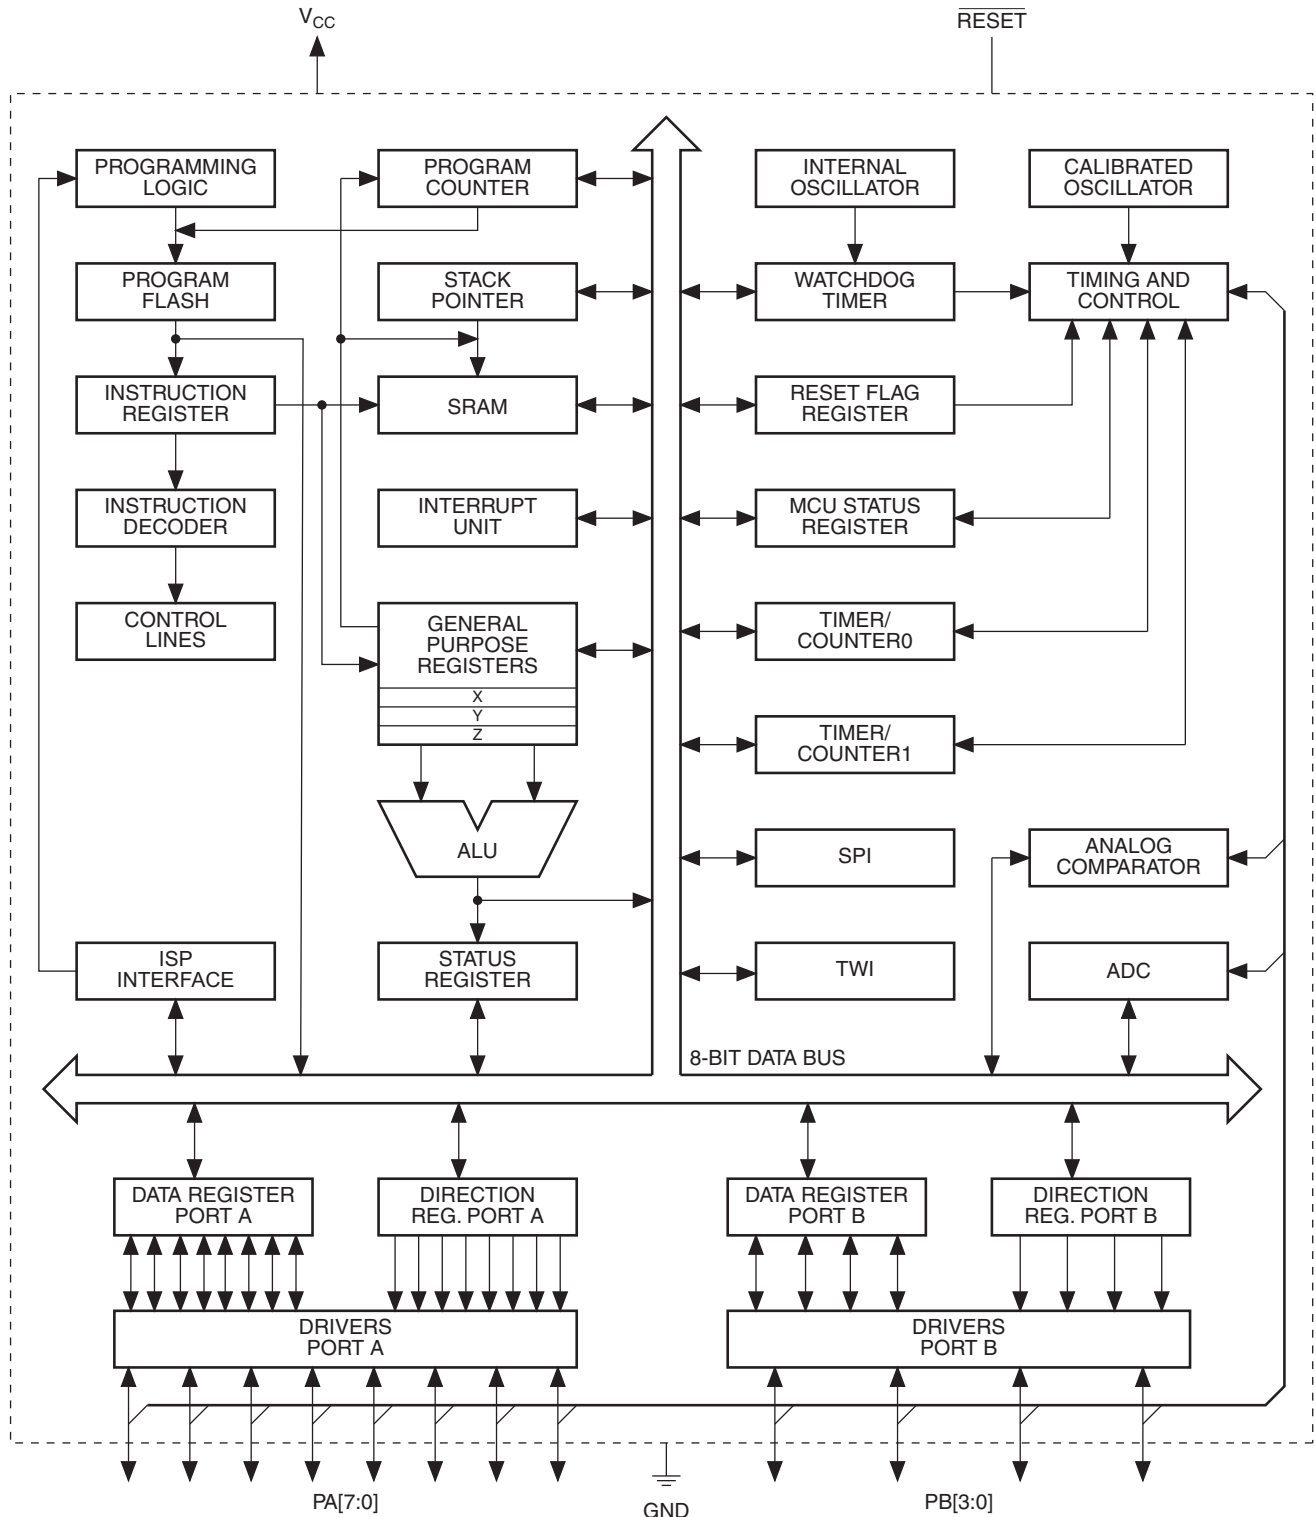 VCC
RESET
PROGRAMMING
LOGIC
PROGRAM
COUNTER
INTERNAL
OSCILLATOR
CALIBRATED
OSCILLATOR
PROGRAM
FLASH
STACK
POINTER
WATCHDOG
TIMER
TIMING AND
CONTROL
INSTRUCTION
REGISTER
SRAM
RESET FLAG
REGISTER
INSTRUCTION
DECODER
INTERRUPT
UNIT
MCU STATUS
REGISTER
CONTROL
LINES
GENERAL
PURPOSE
REGISTERS
X
Y
Z
TIMER/
COUNTER0
TIMER/
COUNTER1
ALU
SPI
ANALOG
COMPARATOR
ISP
INTERFACE
STATUS
REGISTER
TWI
ADC
8-BIT DATA BUS
DATA REGISTER
PORT A
DIRECTION
REG. PORT A
DATA REGISTER
PORT B
DIRECTION
REG. PORT B
DRIVERS
PORT A
DRIVERS
PORT B
PA[7:0]
GND
PB[3:0]